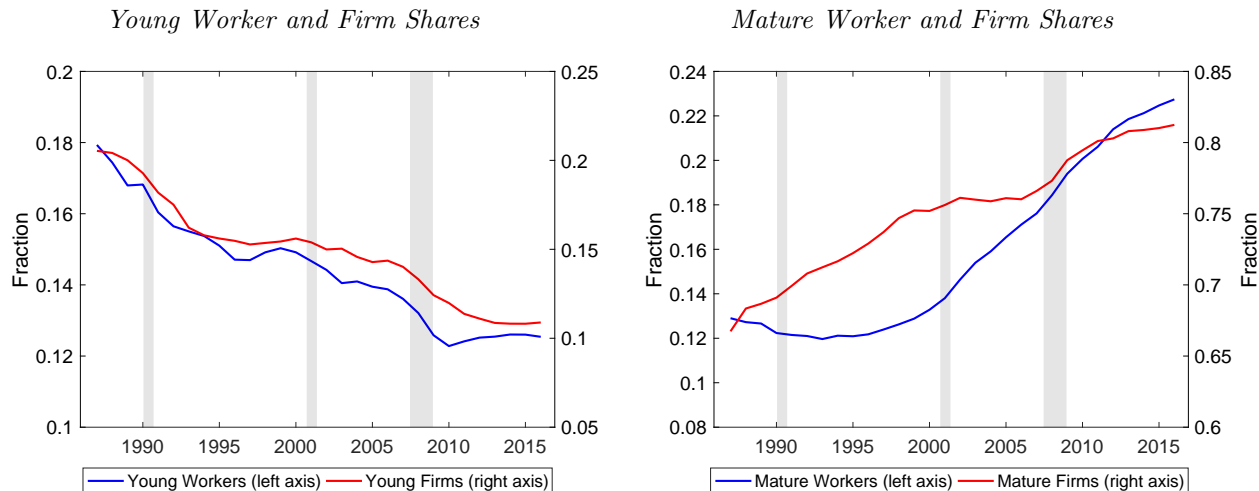 Young Worker and Firm Shares
0.2
0.18
0.16
0.14
0.12
0.1
Fraction
0.25
0.2
0.15
0.1
0.05
1990 1995 2000 2005 2010 2015
Young Workers (left axis) Young Firms (right axis)
Mature Worker and Firm Shares
0.24
0.22
0.2
0.18
0.16
0.14
0.12
0.1
0.08
Fraction
0.85
0.8
0.75
0.7
0.65
0.6
Fraction
1990 1995 2000 2005 2010 2015
Mature Workers (left axis) Mature Firms (right axis)